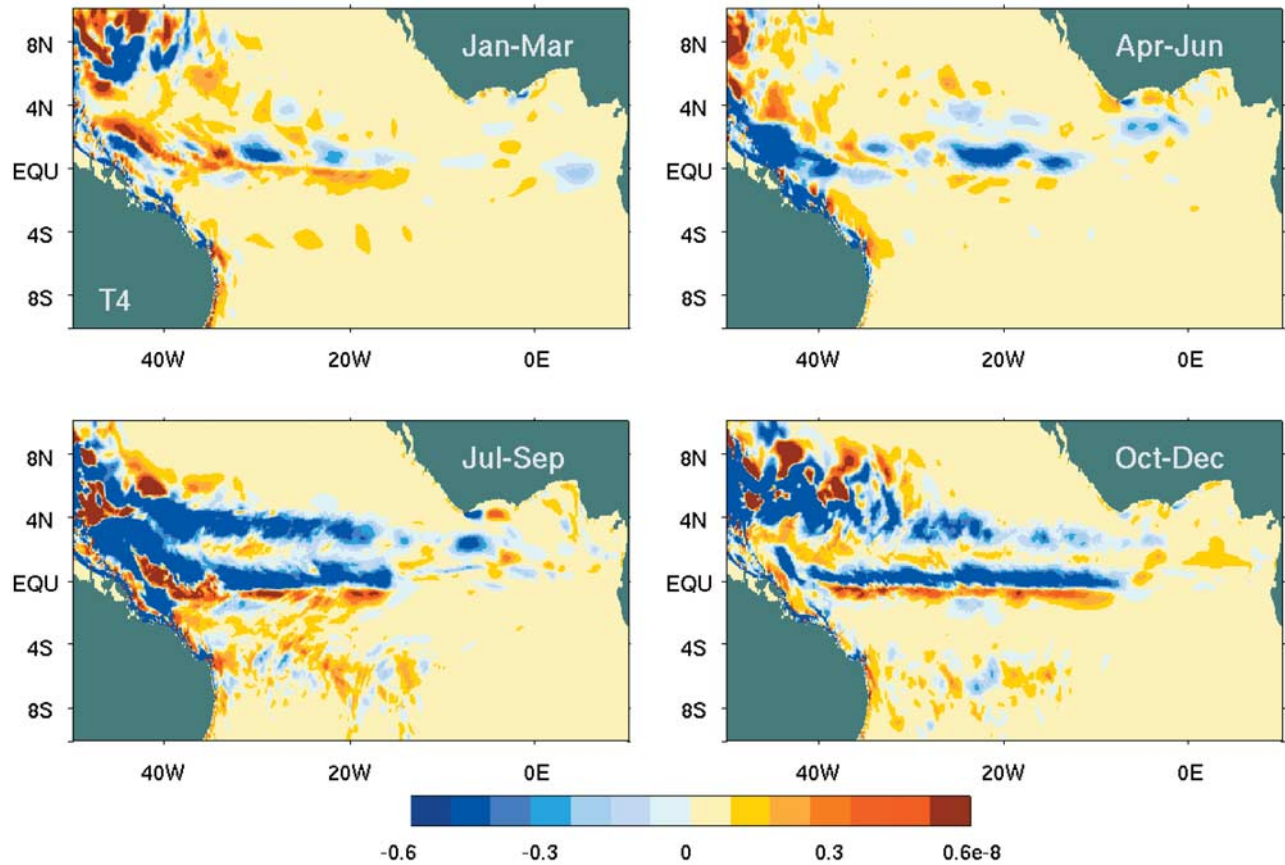 8N Jan-Mar 8N Apr-Jun
4N 4N
EQU EQU
4S 4S
8S T4 8S
40W 20W 0E 40W 20W 0E
8N Jul-Sep 8N Oct-Dec
4N 4N
EQU EQU
4S 4S
8S 8S
40W 20W 0E 40W 20W 0E
-0.6 -0.3 0 0.3 0.6e-8